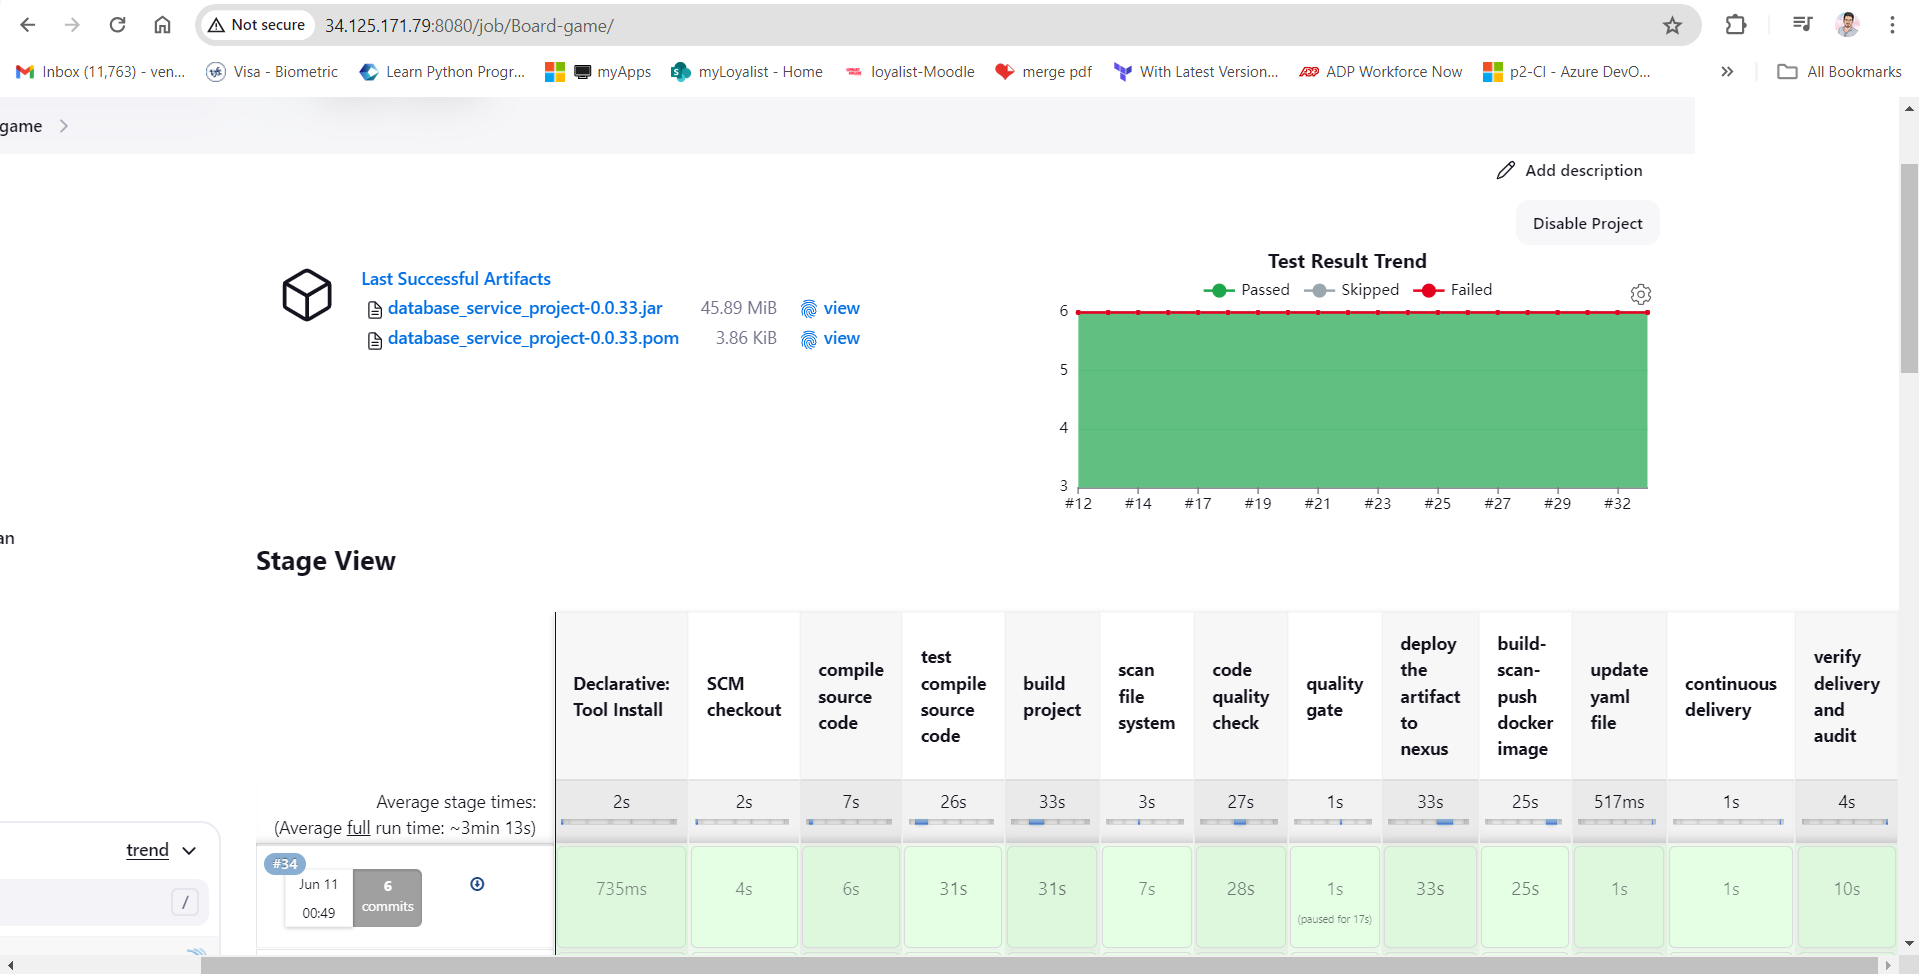 Not secure 34.125.171.79:8080/job/Board-game/
Inbox (11,763) - ven... Visa - Biometric Learn Python Progr... myApps myLoyalist - Home loyalist-Moodle merge pdf With Latest Version... ADP Workforce Now p2-CI - Azure DevO... » All Bookmarks
game
Add description
Disable Project
Last Successful Artifacts
database_service_project-0.0.33.jar 45.89 MiB view
database_service_project-0.0.33.pom 3.86 KiB view
Test Result Trend
Passed Skipped Failed
6
5
4
3
#12 #14 #17 #19 #21 #23 #25 #27 #29 #32
an
Stage View
Declarative:
Tool Install
SCM
checkout
compile
source
code
test
compile
source
code
build
project
scan
file
system
code
quality
check
quality
gate
deploy
the
artifact
to
nexus
build-
scan-
push
docker
image
update
yaml
file
continuous
delivery
verify
delivery
and
audit
Average stage times:
(Average full run time: ~3min 13s)
2s 2s 7s 26s 33s 3s 27s 1s 33s 25s 517ms 1s 4s
trend
/
#34
Jun 11
00:49
6
commits
735ms 4s 6s 31s 31s 7s 28s 1s 33s 25s 1s 1s 10s
(paused for 17s)